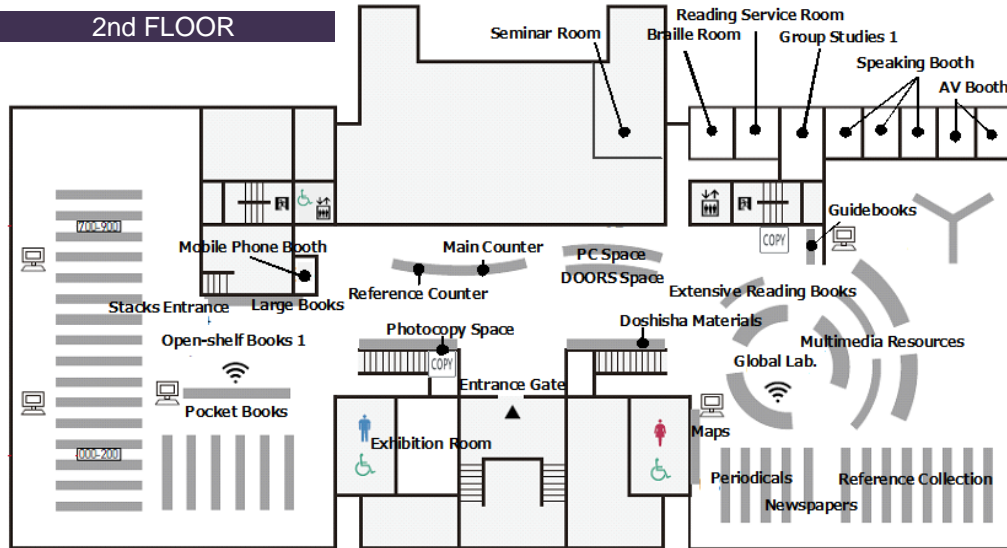 2nd FLOOR
Reading Service Room
Seminar Room
Braille Room
Group Studies 1
Speaking Booth
AV Booth
Guidebooks
700-900
COPY
Mobile Phone Booth
Main Counter
PC Space
DOORS Space
Reference Counter
Extensive Reading Books
Stacks Entrance
Large Books
Photocopy Space
Doshisha Materials
Open-shelf Books 1
Multimedia Resources
COPY
Global Lab.
Entrance Gate
Pocket Books
Maps
Exhibition Room
000-200
Periodicals
Reference Collection
Newspapers